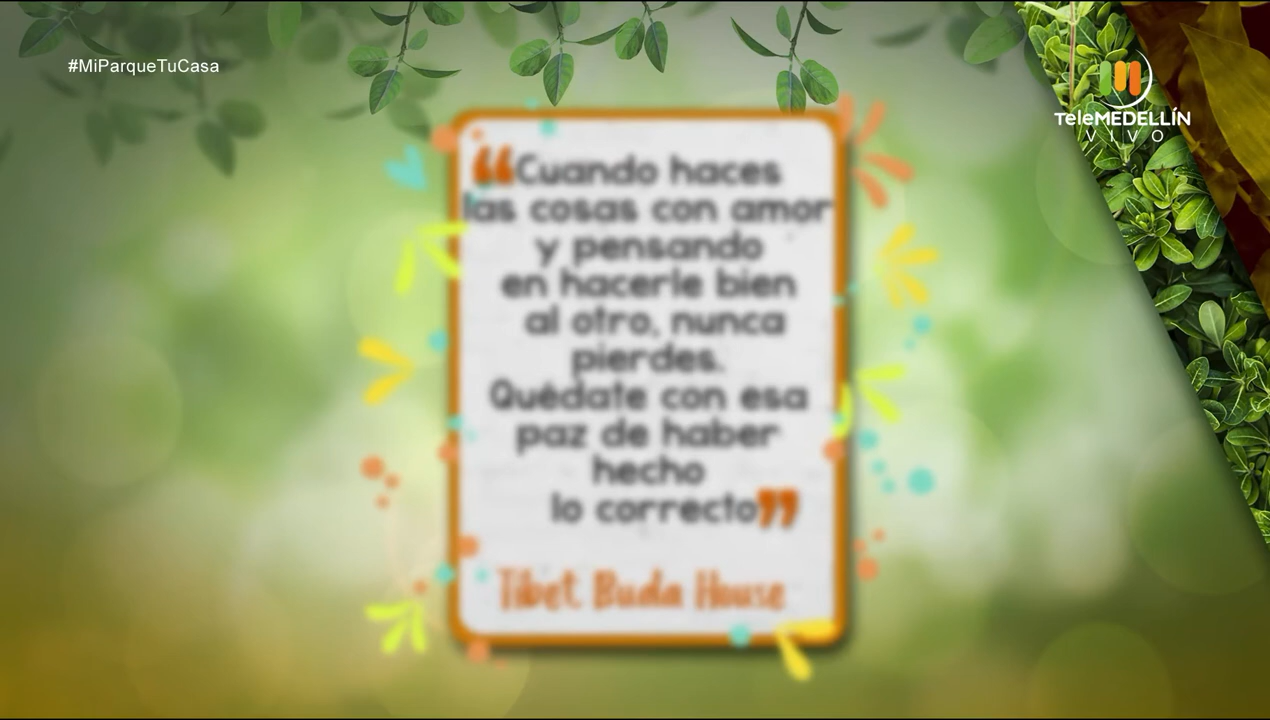 #MiParqueTuCasa
TeleMEDELLÍN
VIVO
“Cuando haces
las cosas con amor
y pensando
en hacerle bien
al otro, nunca
pierdes.
Quédate con esa
paz de haber
hecho
lo correcto”
Tibet. Buda House